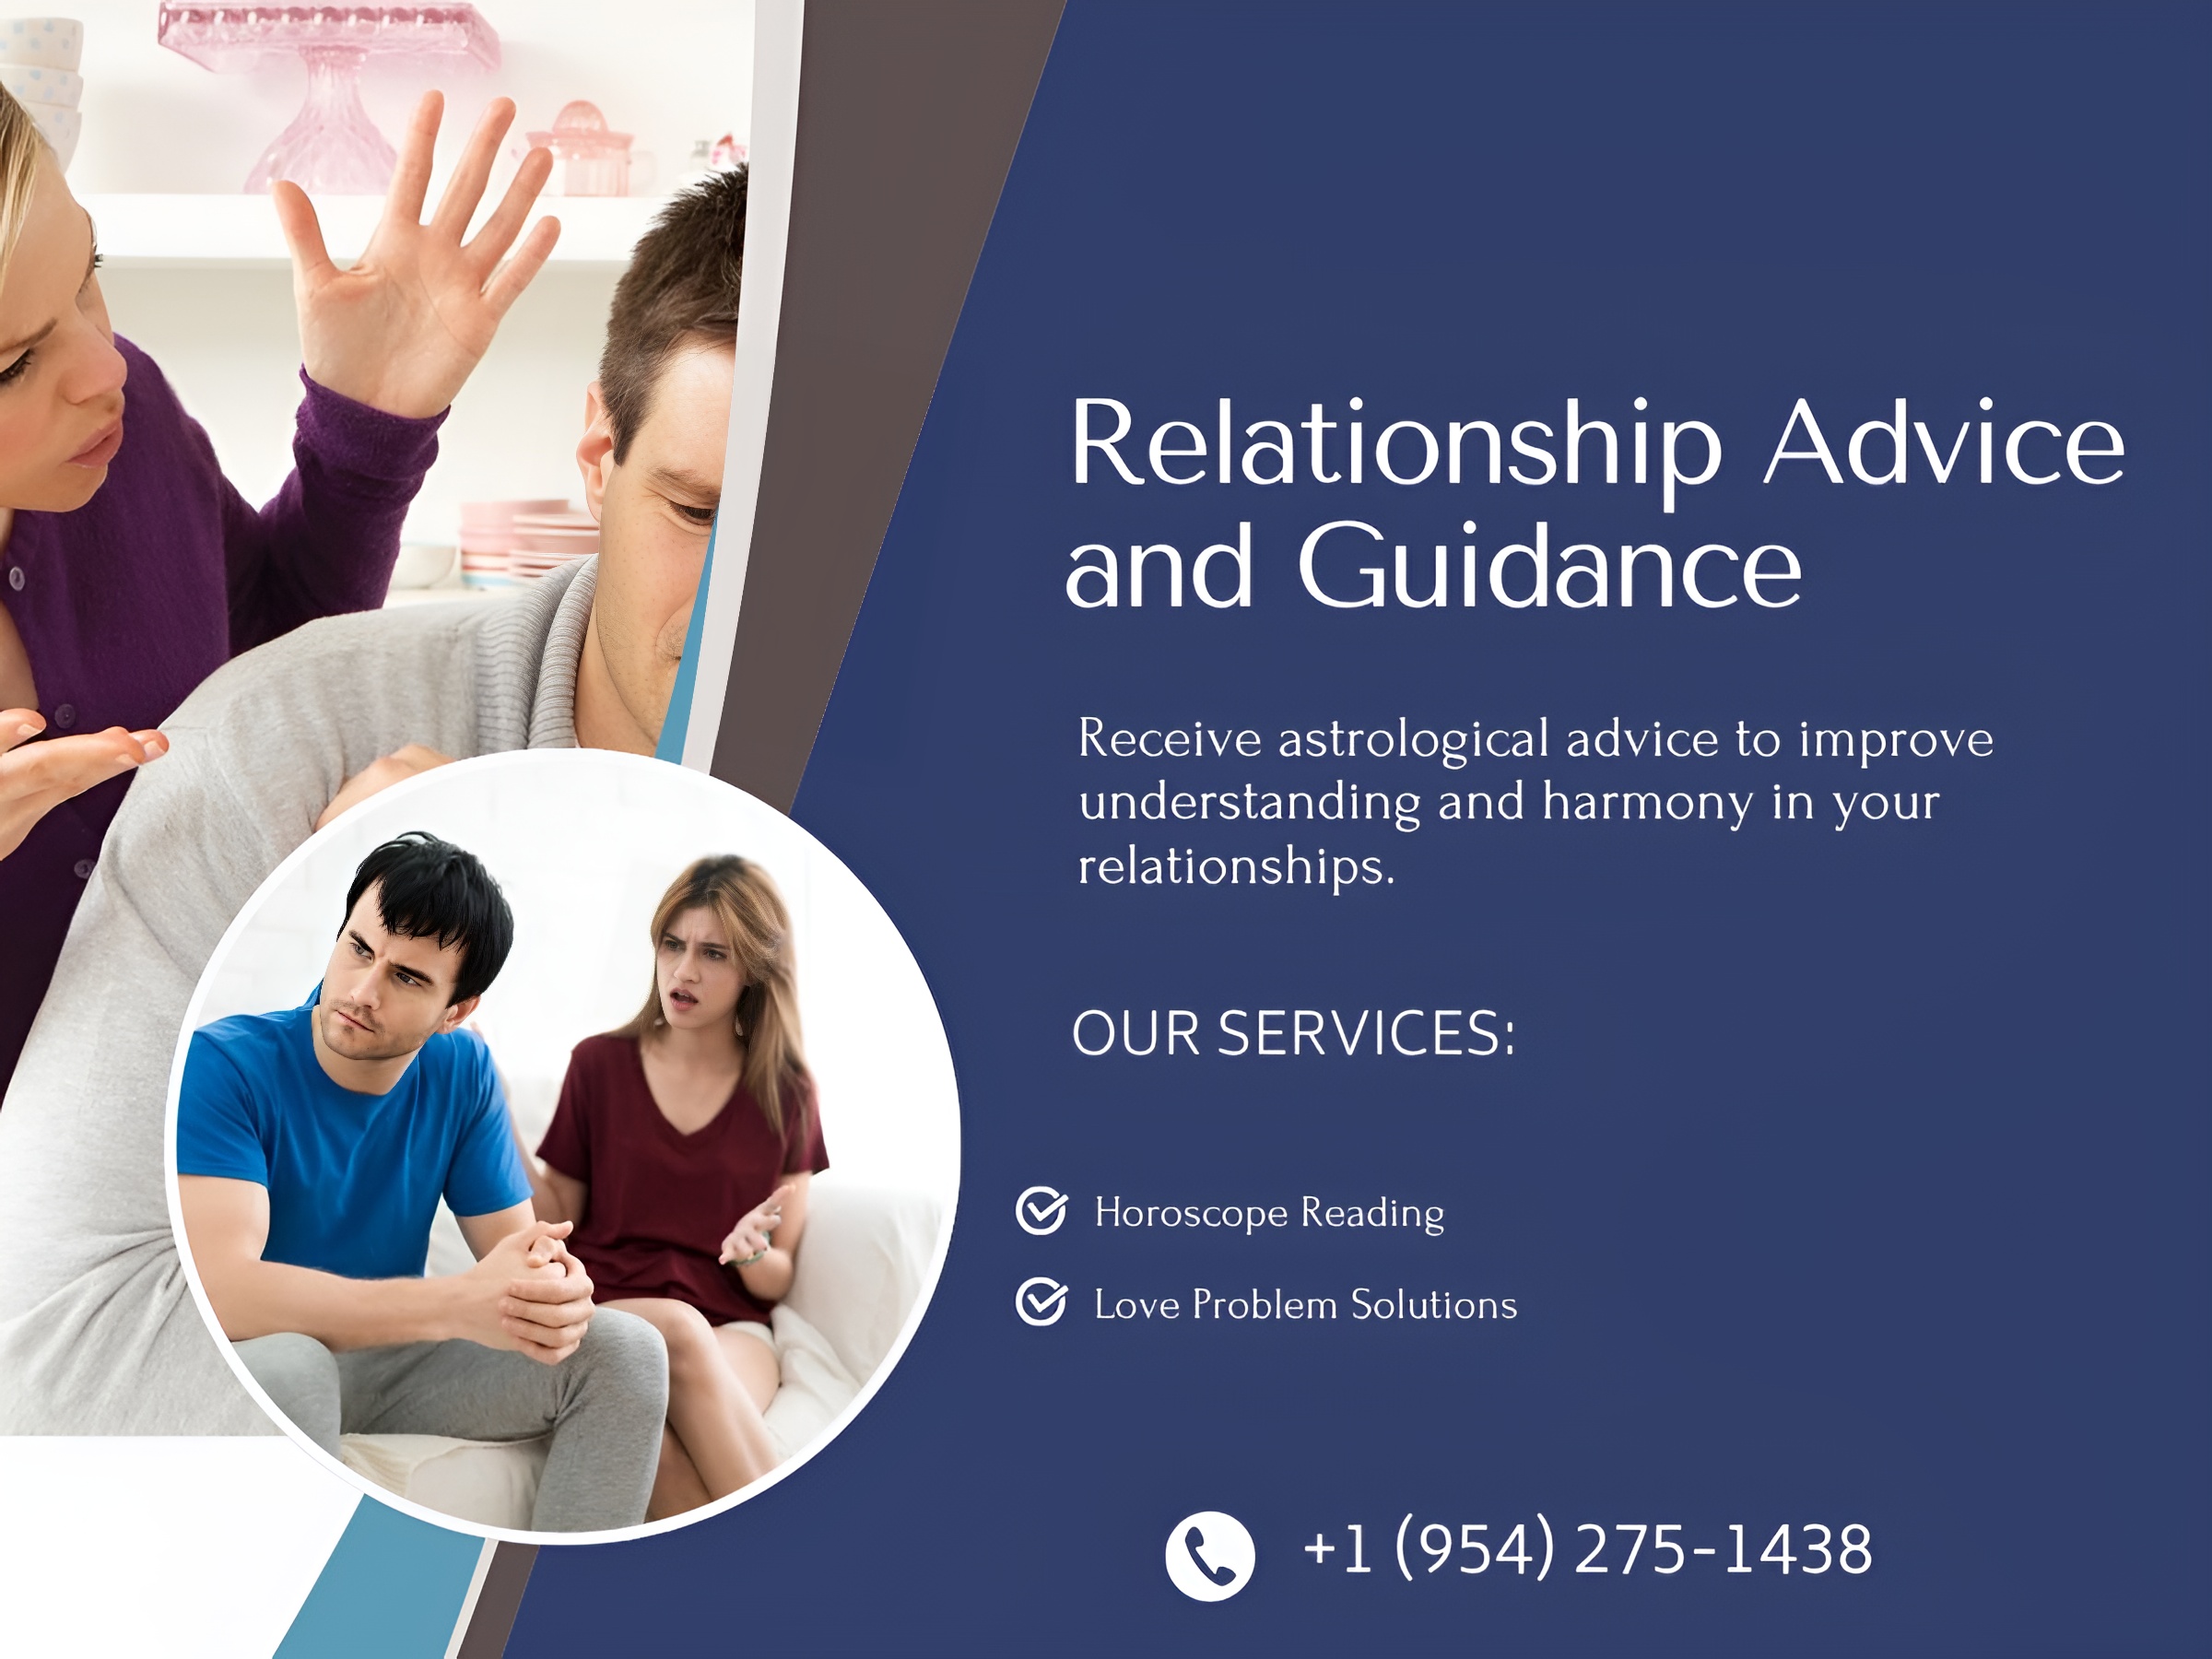 Relationship Advice
and Guidance
Receive astrological advice to improve
understanding and harmony in your
relationships.
OUR SERVICES:
Horoscope Reading
Love Problem Solutions
+1 (954) 275-1438